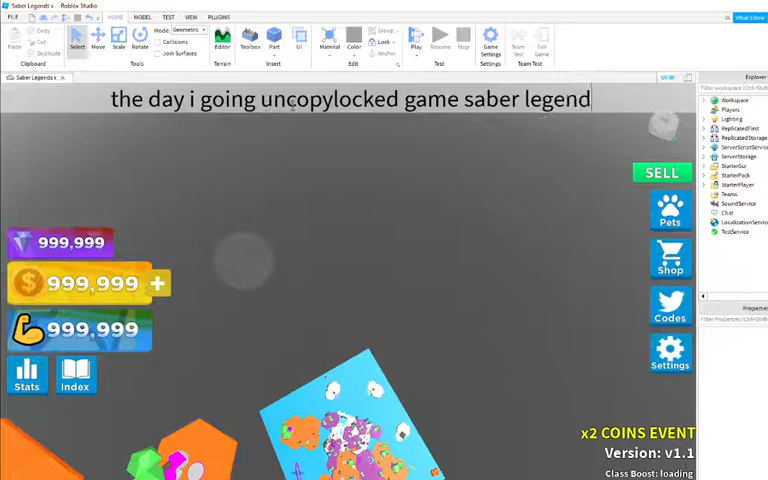 Saber Legends x - Roblox Studio
FILE HOME MODEL TEST VIEW PLUGINS
What's New
Paste Copy Cut Duplicate
Select Move Scale Rotate
Mode: Geometric
Collisions
Join Surfaces
Editor Toolbox Part UI
Material Color
Group
Lock
Anchor
Play Resume Stop
Game Settings
Team Test Exit Game
Clipboard Tools Terrain Insert Edit Test Settings Team Test
Saber Legends x
UI
Explorer
Workspace
Players
Lighting
ReplicatedFirst
ReplicatedStorage
ServerScriptService
ServerStorage
StarterGui
StarterPack
StarterPlayer
Teams
SoundService
Chat
LocalizationService
TestService
Properties
the day i going uncopylocked game saber legend
SELL
Pets
Shop
Codes
Settings
999,999
999,999 +
999,999
Stats Index
x2 COINS EVENT
Version: v1.1
Class Boost: loading